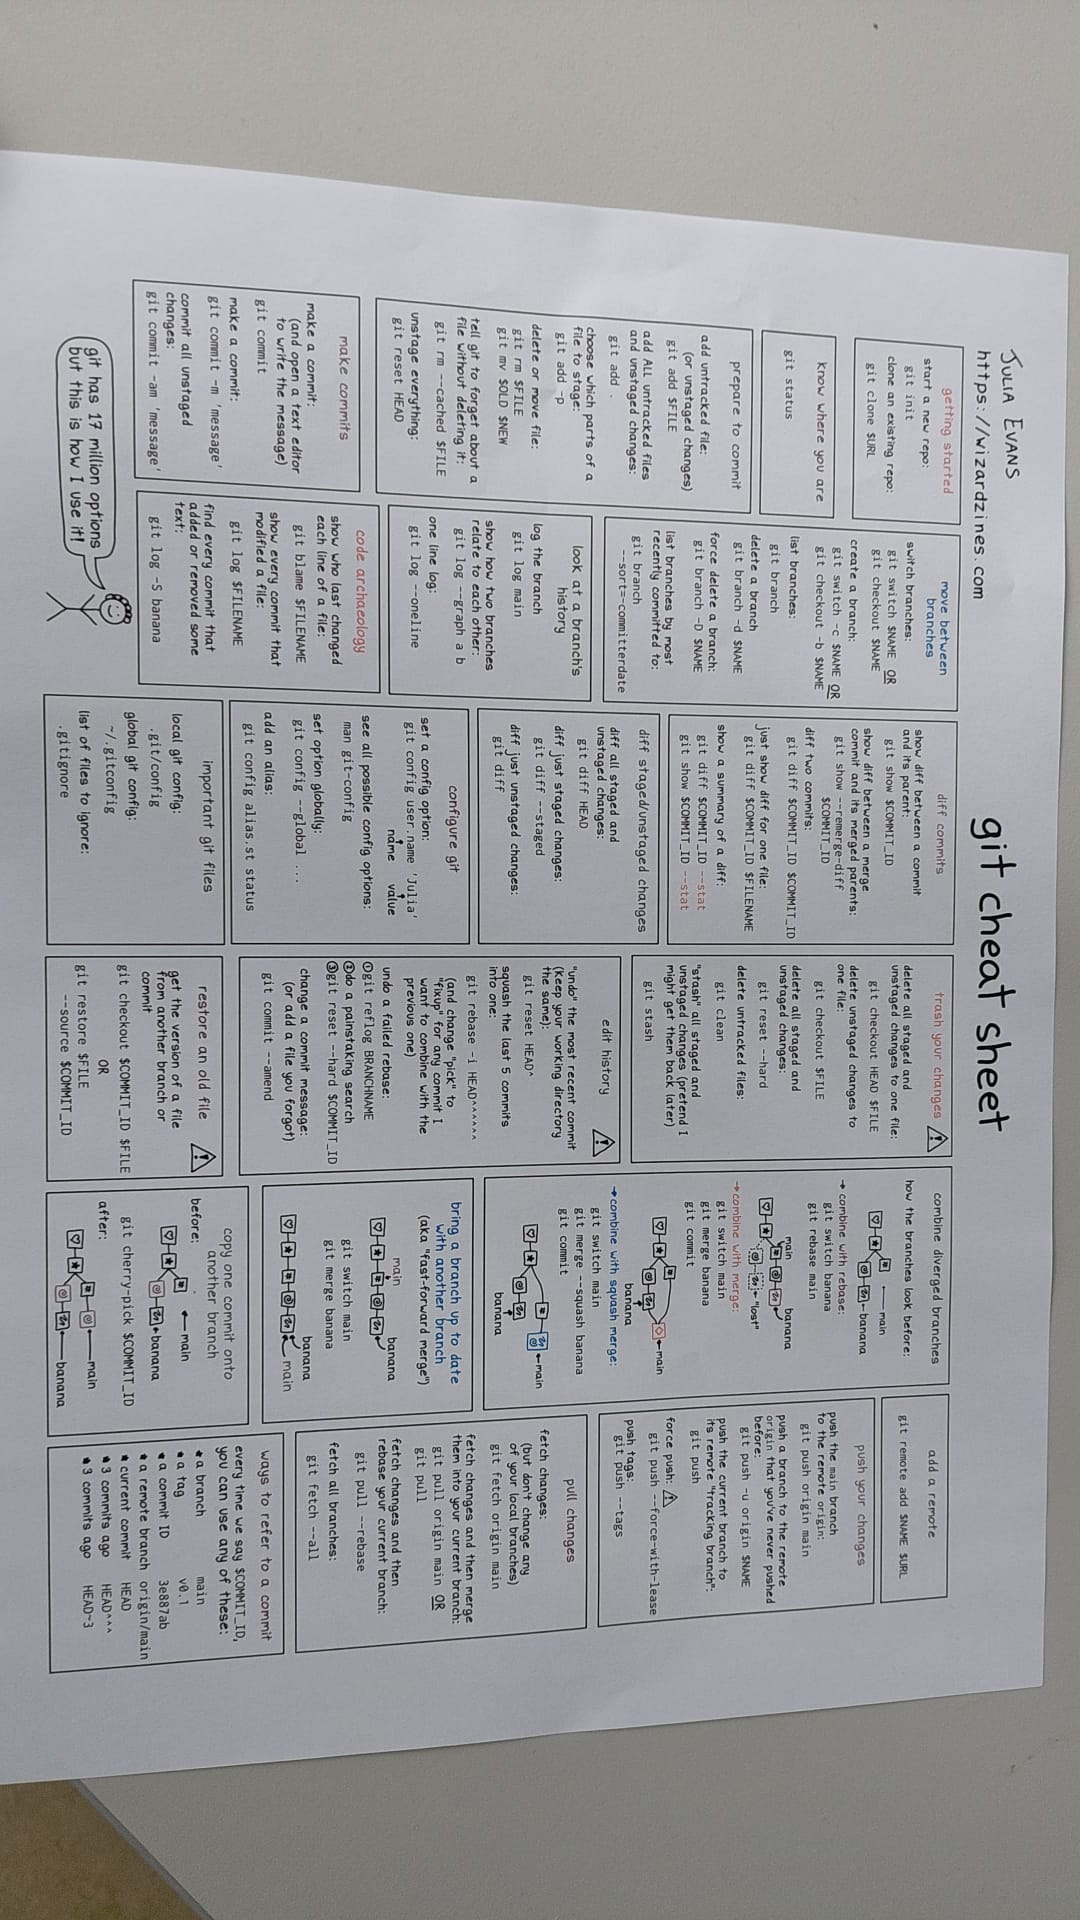 JULIA EVANS
https://wizardzines.com
git cheat sheet
getting started
start a new repo:
git init
clone an existing repo:
git clone $URL
know where you are
git status
prepare to commit
add untracked file:
(or unstaged changes)
git add $FILE
add ALL untracked files
and unstaged changes:
git add .
choose which parts of a
file to stage:
git add -p
delete or move file:
git rm $FILE
git mv $OLD $NEW
tell git to forget about a
file without deleting it:
git rm --cached $FILE
unstage everything:
git reset HEAD
make commits
make a commit:
(and open a text editor
to write the message)
git commit
make a commit:
git commit -m 'message'
commit all unstaged
changes:
git commit -am 'message'
move between
branches
switch branches:
git switch $NAME OR
git checkout $NAME
create a branch:
git switch -c $NAME OR
git checkout -b $NAME
list branches:
git branch
delete a branch
git branch -d $NAME
force delete a branch:
git branch -D $NAME
list branches by most
recently committed to:
git branch
--sort=-committerdate
look at a branch's
history
log the branch
git log main
show how two branches
relate to each other:
git log --graph a b
one line log:
git log --oneline
code archaeology
show who last changed
each line of a file:
git blame $FILENAME
show every commit that
modified a file:
git log $FILENAME
find every commit that
added or removed some
text:
git log -S banana
git has 17 million options
but this is how I use it!
diff commits
show diff between a commit
and its parent:
git show $COMMIT_ID
show diff between a merge
commit and its merged parents:
git show --remerge-diff
$COMMIT_ID
diff two commits:
git diff $COMMIT_ID $COMMIT_ID
just show diff for one file:
git diff $COMMIT_ID $FILENAME
show a summary of a diff:
git diff $COMMIT_ID --stat
git show $COMMIT_ID --stat
diff staged/unstaged changes
diff all staged and
unstaged changes:
git diff HEAD
diff just staged changes:
git diff --staged
diff just unstaged changes:
git diff
configure git
set a config option:
git config user.name 'Julia'
name value
see all possible config options:
man git-config
set option globally:
git config --global ...
add an alias:
git config alias.st status
important git files
local git config:
.git/config
global git config:
~/.gitconfig
list of files to ignore:
.gitignore
trash your changes
delete all staged and
unstaged changes to one file:
git checkout HEAD $FILE
delete unstaged changes to
one file:
git checkout $FILE
delete all staged and
unstaged changes:
git reset --hard
delete untracked files:
git clean
"stash" all staged and
unstaged changes (pretend I
might get them back later)
git stash
edit history
"undo" the most recent commit
(keep your working directory
the same):
git reset HEAD^
squash the last 5 commits
into one:
git rebase -i HEAD^^^^^^
(and change "pick" to
"fixup" for any commit I
want to combine with the
previous one)
undo a failed rebase:
①git reflog BRANCHNAME
②do a painstaking search
③git reset --hard $COMMIT_ID
change a commit message:
(or add a file you forgot)
git commit --amend
restore an old file
get the version of a file
from another branch or
commit
git checkout $COMMIT_ID $FILE
OR
git restore $FILE
--source $COMMIT_ID
combine diverged branches
how the branches look before:
main
banana
combine with rebase:
git switch banana
git rebase main
main banana
"lost"
combine with merge:
git switch main
git merge banana
git commit
main
banana
combine with squash merge:
git switch main
git merge --squash banana
git commit
main
banana
bring a branch up to date
with another branch
(aka "fast-forward merge")
main
banana
git switch main
git merge banana
banana
main
copy one commit onto
another branch
before:
main
banana
git cherry-pick $COMMIT_ID
after:
main
banana
add a remote
git remote add $NAME $URL
push your changes
push the main branch
to the remote origin:
git push origin main
push a branch to the remote
origin that you've never pushed
before:
git push -u origin $NAME
push the current branch to
its remote "tracking branch":
git push
force push:
git push --force-with-lease
push tags:
git push --tags
pull changes
fetch changes:
(but don't change any
of your local branches)
git fetch origin main
fetch changes and then merge
them into your current branch:
git pull origin main OR
git pull
fetch changes and then
rebase your current branch:
git pull --rebase
fetch all branches:
git fetch --all
ways to refer to a commit
every time we say $COMMIT_ID,
you can use any of these:
a branch main
a tag v0.1
a commit ID 3e887ab
a remote branch origin/main
current commit HEAD
3 commits ago HEAD^^^
3 commits ago HEAD~3